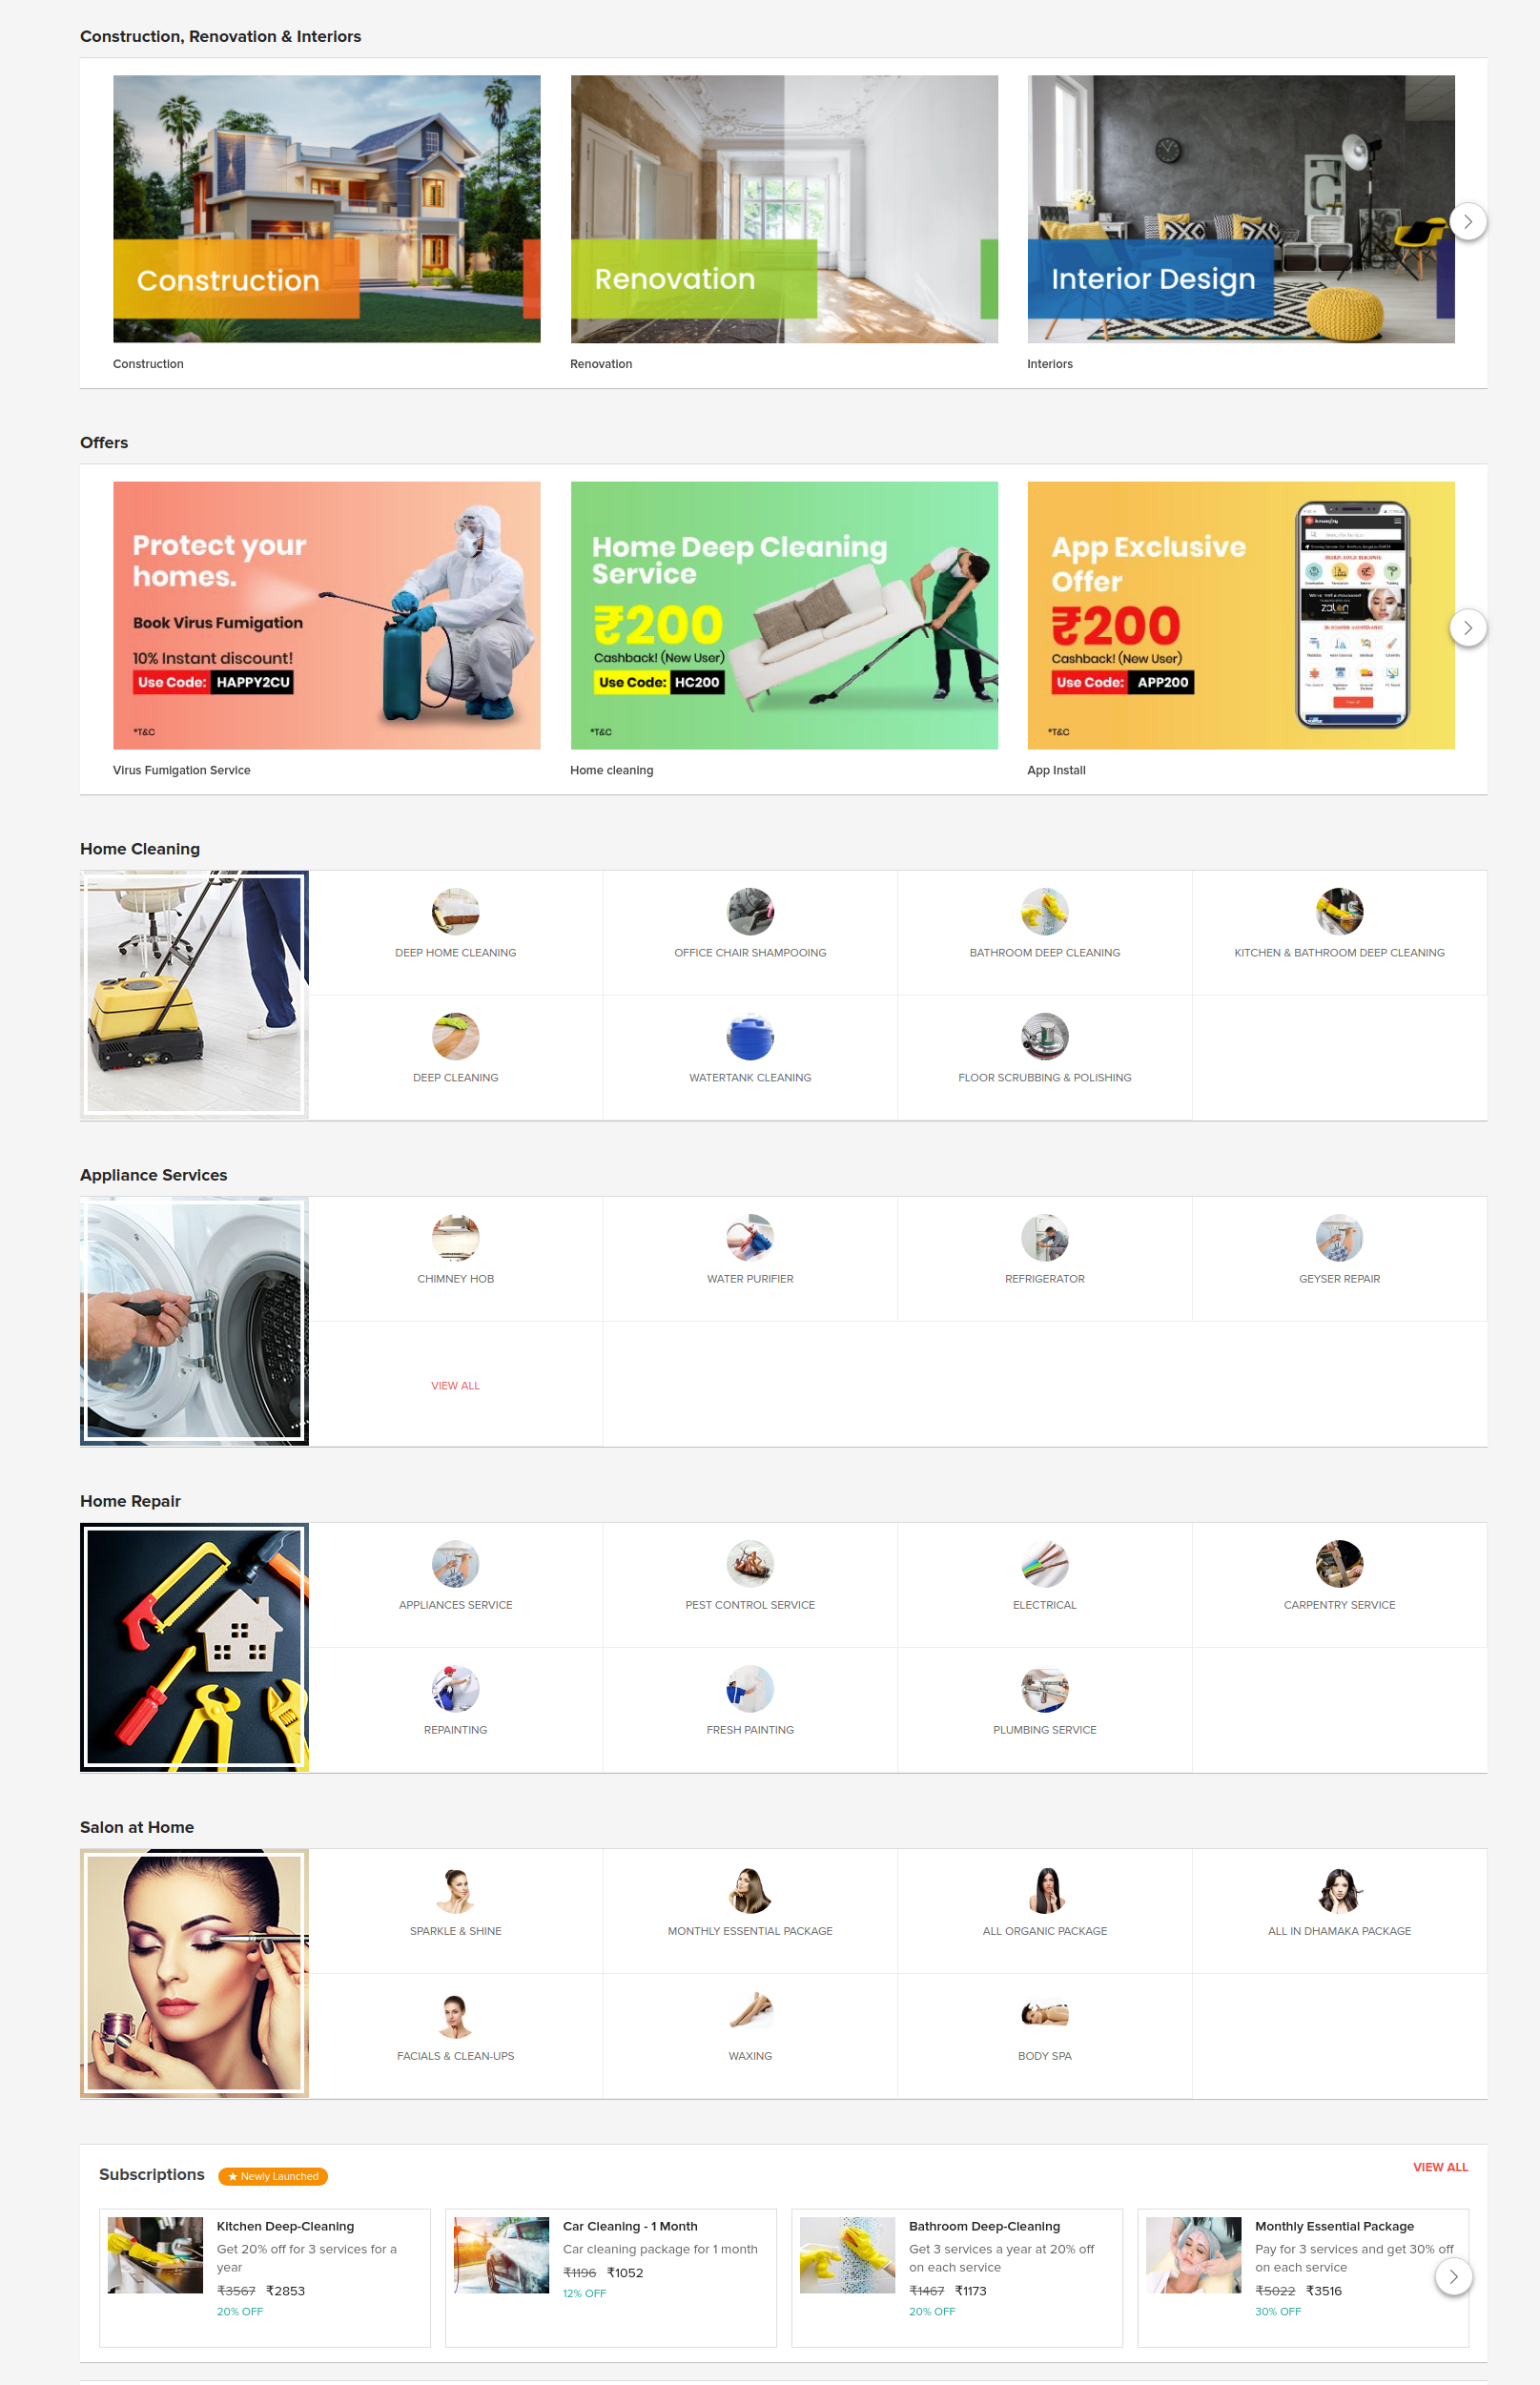 Construction, Renovation & Interiors
Construction
Renovation
Interior Design
Construction
Renovation
Interiors
Offers
Protect your
homes.
Book Virus Fumigation
10% Instant discount!
Use Code: HAPPY2CU
*T&C
Home Deep Cleaning
Service
₹200
Cashback! (New User)
Use Code: HC200
*T&C
App Exclusive
Offer
₹200
Cashback! (New User)
Use Code: APP200
*T&C
zalon
Virus Fumigation Service
Home cleaning
App Install
Home Cleaning
DEEP HOME CLEANING
OFFICE CHAIR SHAMPOOING
BATHROOM DEEP CLEANING
KITCHEN & BATHROOM DEEP CLEANING
DEEP CLEANING
WATERTANK CLEANING
FLOOR SCRUBBING & POLISHING
Appliance Services
CHIMNEY HOB
WATER PURIFIER
REFRIGERATOR
GEYSER REPAIR
VIEW ALL
Home Repair
APPLIANCES SERVICE
PEST CONTROL SERVICE
ELECTRICAL
CARPENTRY SERVICE
REPAINTING
FRESH PAINTING
PLUMBING SERVICE
Salon at Home
SPARKLE & SHINE
MONTHLY ESSENTIAL PACKAGE
ALL ORGANIC PACKAGE
ALL IN DHAMAKA PACKAGE
FACIALS & CLEAN-UPS
WAXING
BODY SPA
Subscriptions
★ Newly Launched
VIEW ALL
Kitchen Deep-Cleaning
Get 20% off for 3 services for a
year
₹3567 ₹2853
20% OFF
Car Cleaning - 1 Month
Car cleaning package for 1 month
₹1196 ₹1052
12% OFF
Bathroom Deep-Cleaning
Get 3 services a year at 20% off
on each service
₹1467 ₹1173
20% OFF
Monthly Essential Package
Pay for 3 services and get 30% off
on each service
₹5022 ₹3516
30% OFF